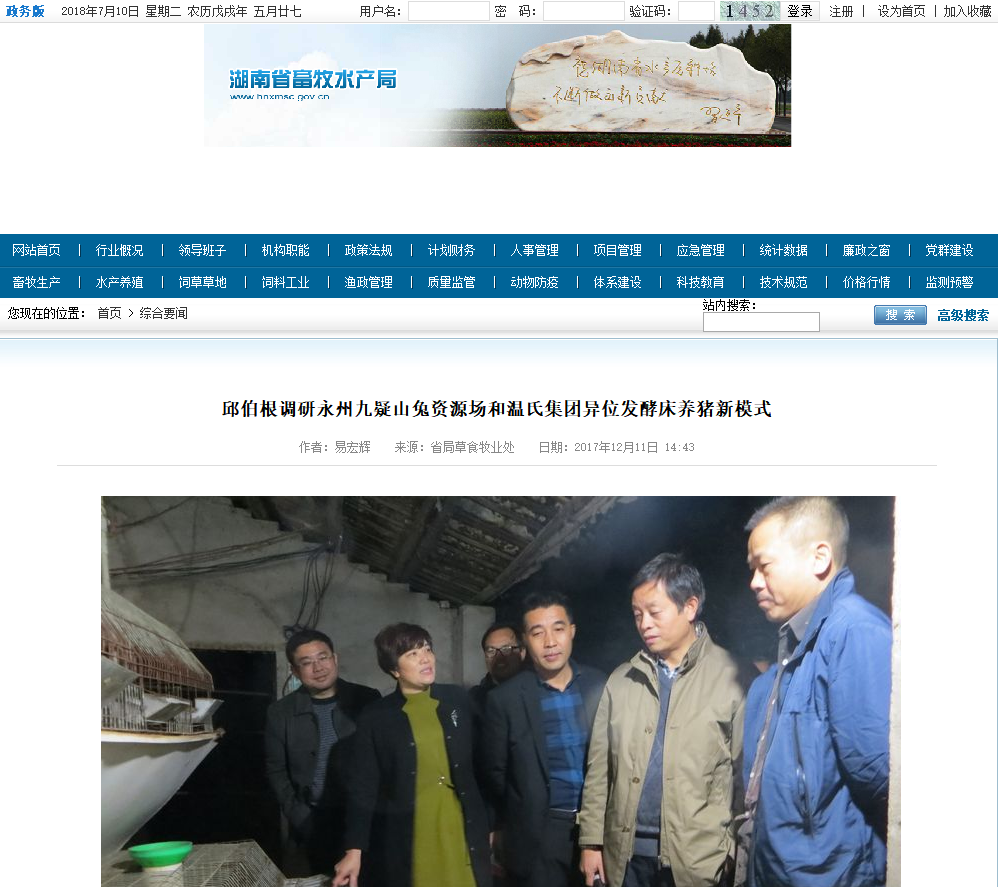 政务版 2018年7月10日 星期二 农历戊戌年 五月廿七 用户名： 密 码： 验证码： 1452 登录 注册 | 设为首页 | 加入收藏
湖南省畜牧水产局
www.hnxmsc.gov.cn
网站首页 | 行业概况 | 领导班子 | 机构职能 | 政策法规 | 计划财务 | 人事管理 | 项目管理 | 应急管理 | 统计数据 | 廉政之窗 | 党群建设
畜牧生产 | 水产养殖 | 饲草草地 | 饲料工业 | 渔政管理 | 质量监管 | 动物防疫 | 体系建设 | 科技教育 | 技术规范 | 价格行情 | 监测预警
您现在的位置： 首页 > 综合要闻 站内搜索： 搜 索 高级搜索
邱伯根调研永州九疑山兔资源场和温氏集团异位发酵床养猪新模式
作者：易宏辉 来源：省局草食牧业处 日期：2017年12月11日 14:43